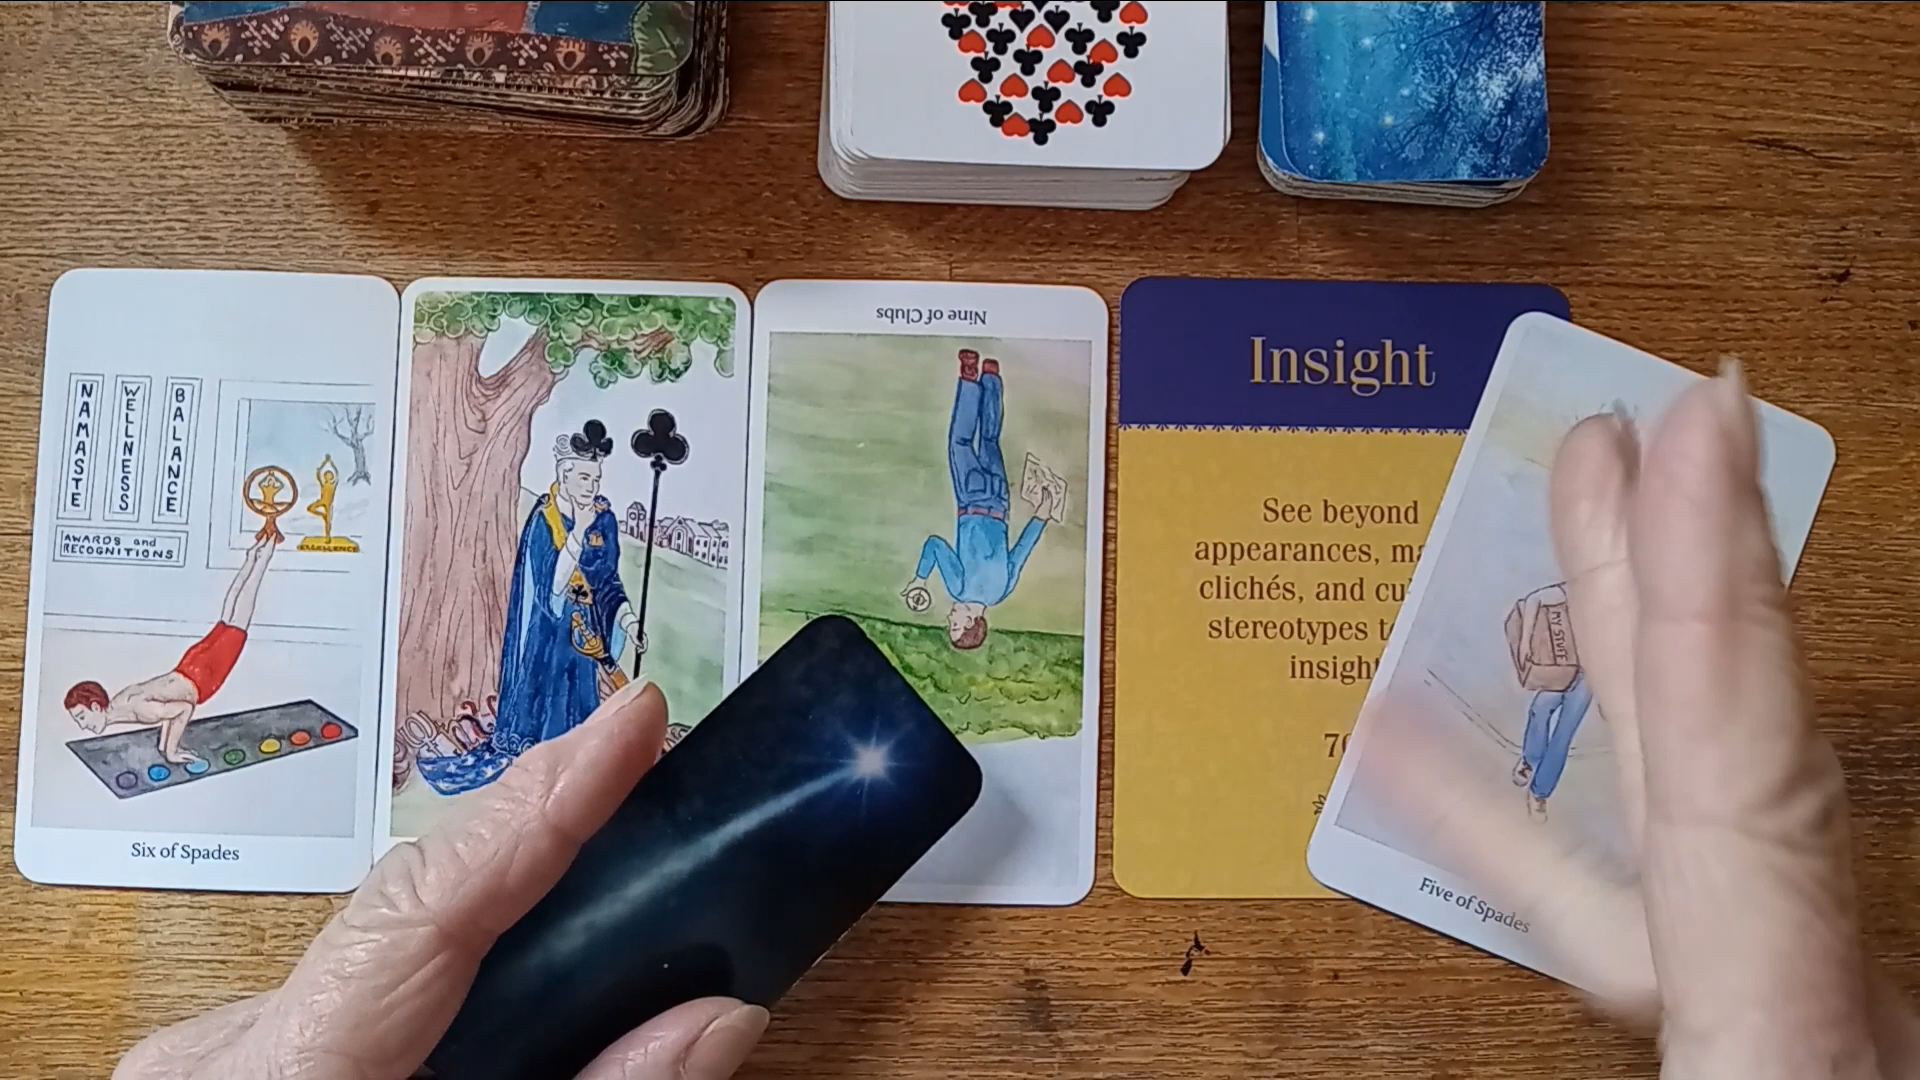 NAMASTE
WELLNESS
BALANCE
AWARDS and
RECOGNITIONS
EXCELLENCE
Six of Spades
Nine of Clubs
Insight
See beyond
appearances,
clichés, and
stereotypes
MY STUFF
Five of Spades